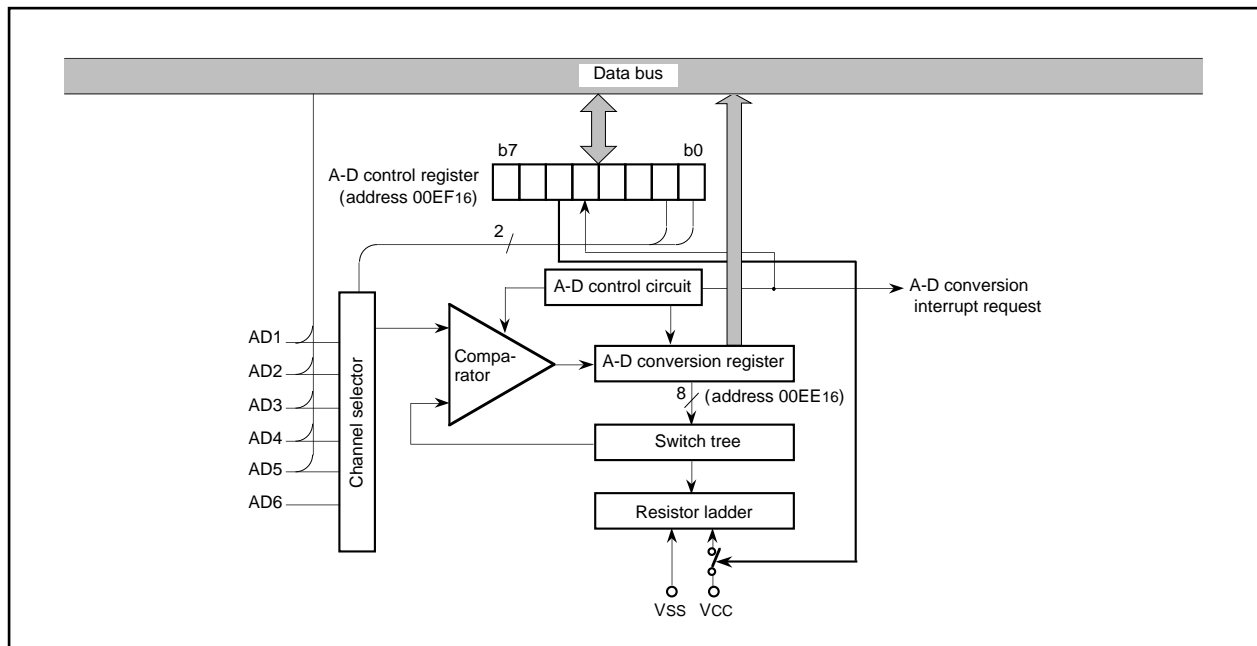 Data bus
b7
b0
A-D control register
(address 00EF16)
2
A-D control circuit
A-D conversion
interrupt request
AD1
AD2
AD3
AD4
AD5
AD6
Channel selector
Compa-
rator
A-D conversion register
8
(address 00EE16)
Switch tree
Resistor ladder
VSS
VCC